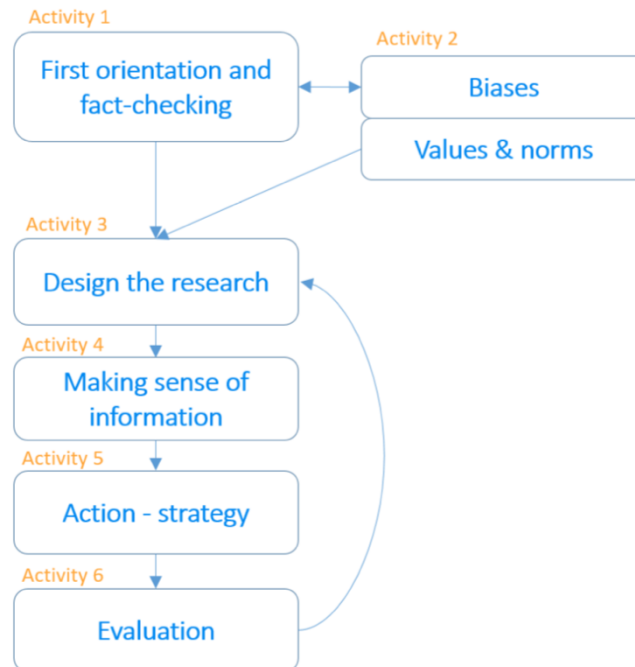 Activity 1
First orientation and
fact-checking
Activity 2
Biases
Values & norms
Activity 3
Design the research
Activity 4
Making sense of
information
Activity 5
Action - strategy
Activity 6
Evaluation